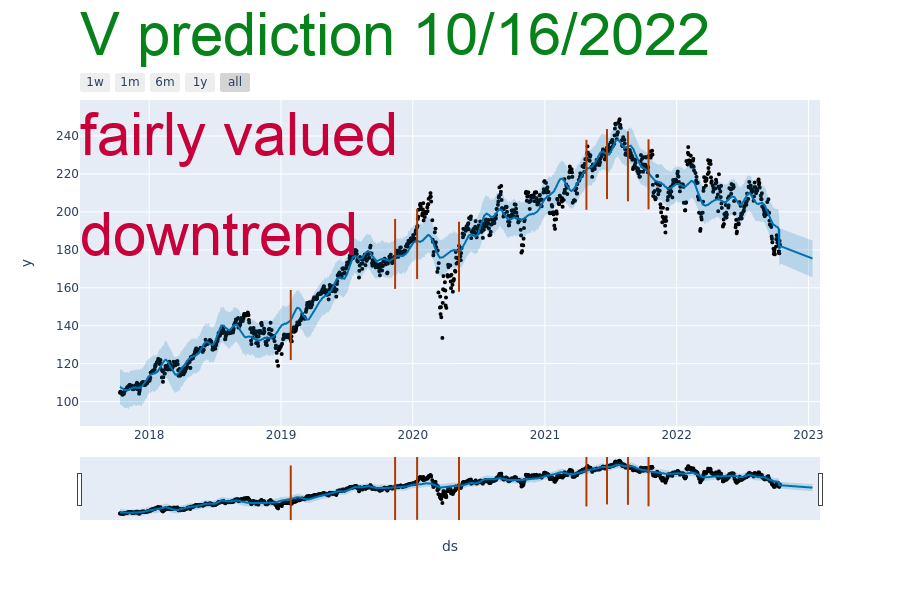 V prediction 10/16/2022
1w 1m 6m 1y all
fairly valued
downtrend
240
220
200
180
160
140
120
100
y
2018 2019 2020 2021 2022 2023
ds